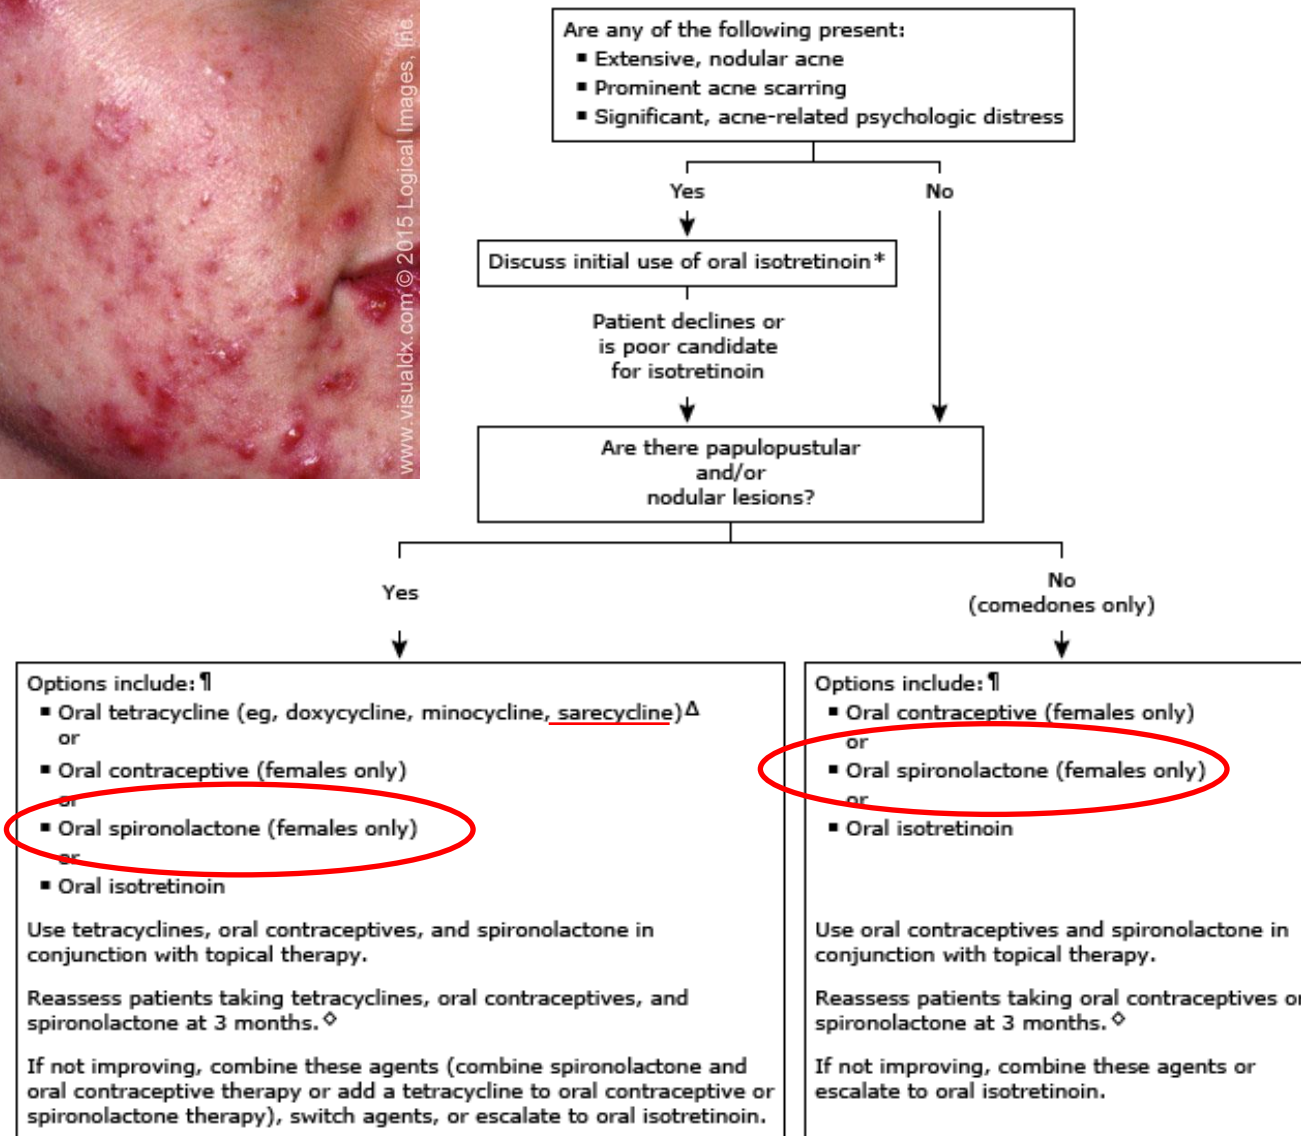 www.visualdx.com © 2015 Logical Images, Inc.
Are any of the following present:
▪ Extensive, nodular acne
▪ Prominent acne scarring
▪ Significant, acne-related psychologic distress
Yes
No
Discuss initial use of oral isotretinoin*
Patient declines or
is poor candidate
for isotretinoin
Are there papulopustular
and/or
nodular lesions?
Yes
No
(comedones only)
Options include:¶
▪ Oral tetracycline (eg, doxycycline, minocycline, sarecycline)Δ
or
▪ Oral contraceptive (females only)
or
▪ Oral spironolactone (females only)
or
▪ Oral isotretinoin
Use tetracyclines, oral contraceptives, and spironolactone in
conjunction with topical therapy.
Reassess patients taking tetracyclines, oral contraceptives, and
spironolactone at 3 months.◇
If not improving, combine these agents (combine spironolactone and
oral contraceptive therapy or add a tetracycline to oral contraceptive or
spironolactone therapy), switch agents, or escalate to oral isotretinoin.
Options include:¶
▪ Oral contraceptive (females only)
or
▪ Oral spironolactone (females only)
or
▪ Oral isotretinoin
Use oral contraceptives and spironolactone in
conjunction with topical therapy.
Reassess patients taking oral contraceptives or
spironolactone at 3 months.◇
If not improving, combine these agents or
escalate to oral isotretinoin.